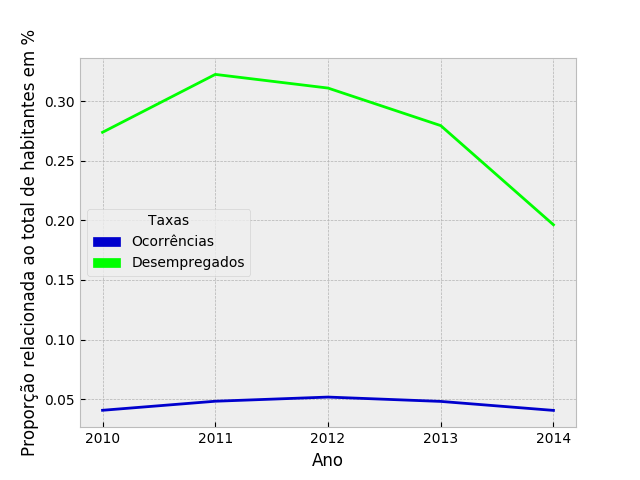 Proporção relacionada ao total de habitantes em %
0.30
0.25
0.20
0.15
0.10
0.05
Taxas
Ocorrências
Desempregados
2010 2011 2012 2013 2014
Ano